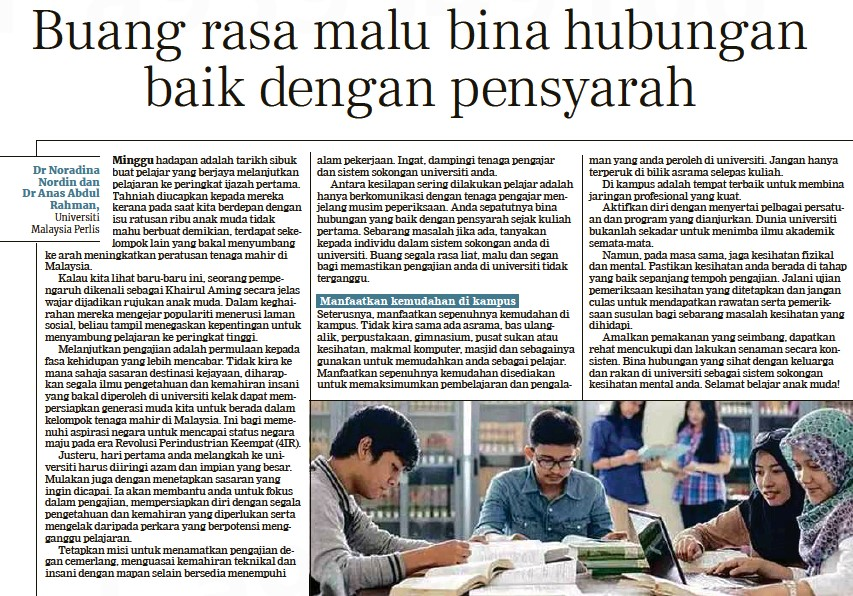 Buang rasa malu bina hubungan
baik dengan pensyarah
Dr Noradina
Nordin dan
Dr Anas Abdul
Rahman,
Universiti
Malaysia Perlis
Minggu hadapan adalah tarikh sibuk
buat pelajar yang berjaya melanjutkan
pelajaran ke peringkat ijazah pertama.
Tahniah diucapkan kepada mereka
kerana pada saat kita berdepan dengan
isu ratusan ribu anak muda tidak
mahu berbuat demikian, terdapat seke-
lompok lain yang bakal menyumbang
ke arah meningkatkan peratusan tenaga mahir di
Malaysia.
Kalau kita lihat baru-baru ini, seorang pempe-
ngaruh dikenali sebagai Khairul Aming secara jelas
wajar dijadikan rujukan anak muda. Dalam keghai-
rahan mereka mengejar populariti menerusi laman
sosial, beliau tampil menegaskan kepentingan untuk
menyambung pelajaran ke peringkat tinggi.
Melanjutkan pengajian adalah permulaan kepada
fasa kehidupan yang lebih mencabar. Tidak kira ke
mana sahaja sasaran destinasi kejayaan, diharap-
kan segala ilmu pengetahuan dan kemahiran insani
yang bakal diperoleh di universiti kelak dapat mem-
persiapkan generasi muda kita untuk berada dalam
kelompok tenaga mahir di Malaysia. Ini bagi meme-
nuhi aspirasi negara untuk mencapai status negara
maju pada era Revolusi Perindustrian Keempat (4IR).
Justeru, hari pertama anda melangkah ke uni-
versiti harus diiringi azam dan impian yang besar.
Mulakan juga dengan menetapkan sasaran yang
ingin dicapai. Ia akan membantu anda untuk fokus
dalam pengajian, mempersiapkan diri dengan segala
pengetahuan dan kemahiran yang diperlukan serta
mengelak daripada perkara yang berpotensi meng-
ganggu pelajaran.
Tetapkan misi untuk menamatkan pengajian de-
ngan cemerlang, menguasai kemahiran teknikal dan
insani dengan mapan selain bersedia menempuhi
alam pekerjaan. Ingat, dampingi tenaga pengajar
dan sistem sokongan universiti anda.
Antara kesilapan sering dilakukan pelajar adalah
hanya berkomunikasi dengan tenaga pengajar men-
jelang musim peperiksaan. Anda sepatutnya bina
hubungan yang baik dengan pensyarah sejak kuliah
pertama. Sebarang masalah jika ada, tanyakan
kepada individu dalam sistem sokongan anda di
universiti. Buang segala rasa liat, malu dan segan
bagi memastikan pengajian anda di universiti tidak
terganggu.
Manfaatkan kemudahan di kampus
Seterusnya, manfaatkan sepenuhnya kemudahan di
kampus. Tidak kira sama ada asrama, bas ulang-
alik, perpustakaan, gimnasium, pusat sukan atau
kesihatan, makmal komputer, masjid dan sebagainya
gunakan untuk memudahkan anda sebagai pelajar.
Manfaatkan sepenuhnya kemudahan disediakan
untuk memaksimumkan pembelajaran dan pengala-
man yang anda peroleh di universiti. Jangan hanya
terperuk di bilik asrama selepas kuliah.
Di kampus adalah tempat terbaik untuk membina
jaringan profesional yang kuat.
Aktifkan diri dengan menyertai pelbagai persatu-
an dan program yang dianjurkan. Dunia universiti
bukanlah sekadar untuk menimba ilmu akademik
semata-mata.
Namun, pada masa sama, jaga kesihatan fizikal
dan mental. Pastikan kesihatan anda berada di tahap
yang baik sepanjang tempoh pengajian. Jalani ujian
pemeriksaan kesihatan yang ditetapkan dan jangan
culas untuk mendapatkan rawatan serta pemerik-
saan susulan bagi sebarang masalah kesihatan yang
dihidapi.
Amalkan pemakanan yang seimbang, dapatkan
rehat mencukupi dan lakukan senaman secara kon-
sisten. Bina hubungan yang sihat dengan keluarga
dan rakan di universiti sebagai sistem sokongan
kesihatan mental anda. Selamat belajar anak muda!